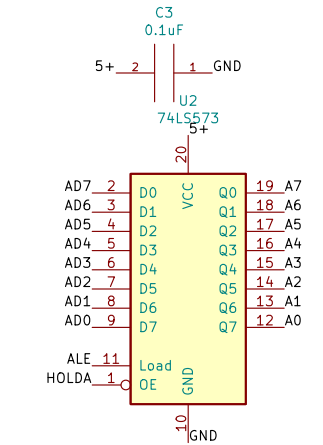 C3
0.1uF
5+ 2 1 GND
U2
74LS573
5+
20
VCC
AD7 2 D0 Q0 19 A7
AD6 3 D1 Q1 18 A6
AD5 4 D2 Q2 17 A5
AD4 5 D3 Q3 16 A4
AD3 6 D4 Q4 15 A3
AD2 7 D5 Q5 14 A2
AD1 8 D6 Q6 13 A1
AD0 9 D7 Q7 12 A0
ALE 11 Load
HOLDA 1 OE
GND
10
GND